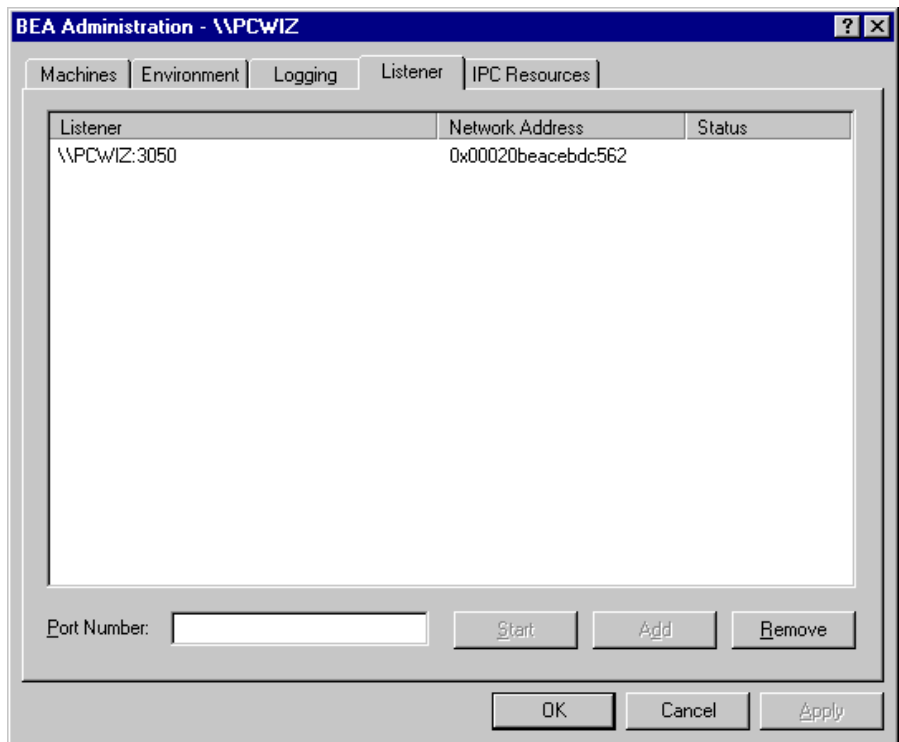 BEA Administration - \\PCWIZ
Machines Environment Logging Listener IPC Resources
Listener Network Address Status
\\PCWIZ:3050 0x00020beacebdc562
Port Number: Start Add Remove
OK Cancel Apply